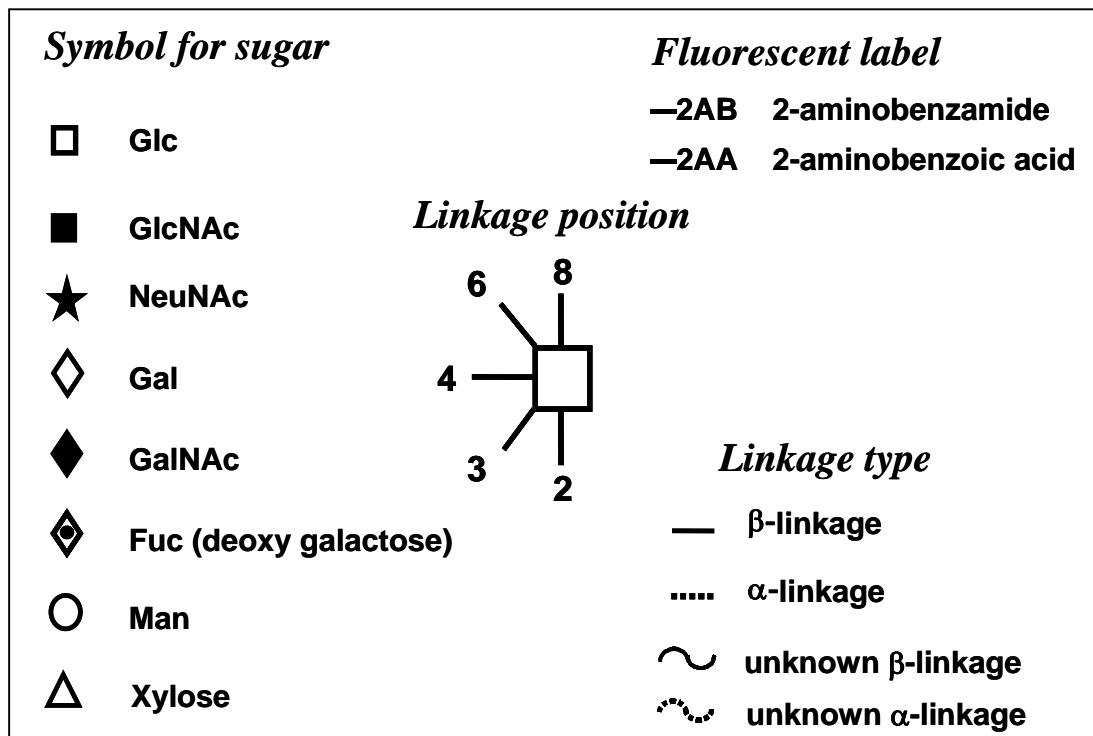 Symbol for sugar
Glc
GlcNAc
NeuNAc
Gal
GalNAc
Fuc (deoxy galactose)
Man
Xylose
Fluorescent label
—2AB 2-aminobenzamide
—2AA 2-aminobenzoic acid
Linkage position
8
6
4
3
2
Linkage type
β-linkage
α-linkage
unknown β-linkage
unknown α-linkage